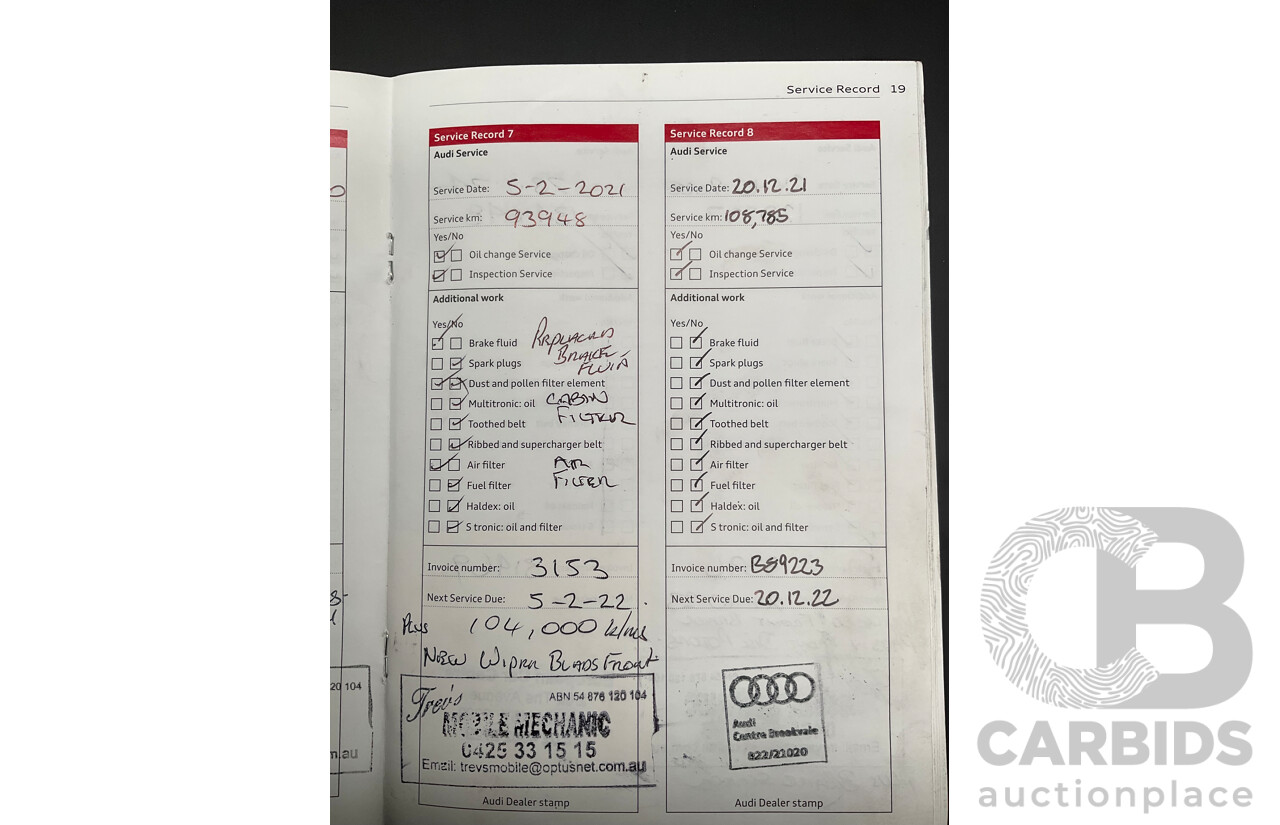 Service Record 19
Service Record 7
Audi Service
Service Date: 5-2-2021
Service km: 93948
Yes/No
Oil change Service
Inspection Service
Additional work
Yes/No
Brake fluid
Replaced
Brake
Fluid
Spark plugs
Dust and pollen filter element
Multitronic: oil
Cabin
Filter
Toothed belt
Ribbed and supercharger belt
Air filter
Air
Filter
Fuel filter
Haldex: oil
S tronic: oil and filter
Invoice number: 3153
Next Service Due: 5-2-22.
Plus 104,000 k/ms
New Wiper Blads Front
Trev's
ABN 54 876 120 104
MOBILE MECHANIC
0425 33 15 15
Email: trevsmobile@optusnet.com.au
Audi Dealer stamp
Service Record 8
Audi Service
Service Date: 20.12.21
Service km: 108,785
Yes/No
Oil change Service
Inspection Service
Additional work
Yes/No
Brake fluid
Spark plugs
Dust and pollen filter element
Multitronic: oil
Toothed belt
Ribbed and supercharger belt
Air filter
Fuel filter
Haldex: oil
S tronic: oil and filter
Invoice number: B59223
Next Service Due: 20.12.22
Audi
Centre Brookvale
822/22020
Audi Dealer stamp
20 104
.au
CARBIDS
auctionplace